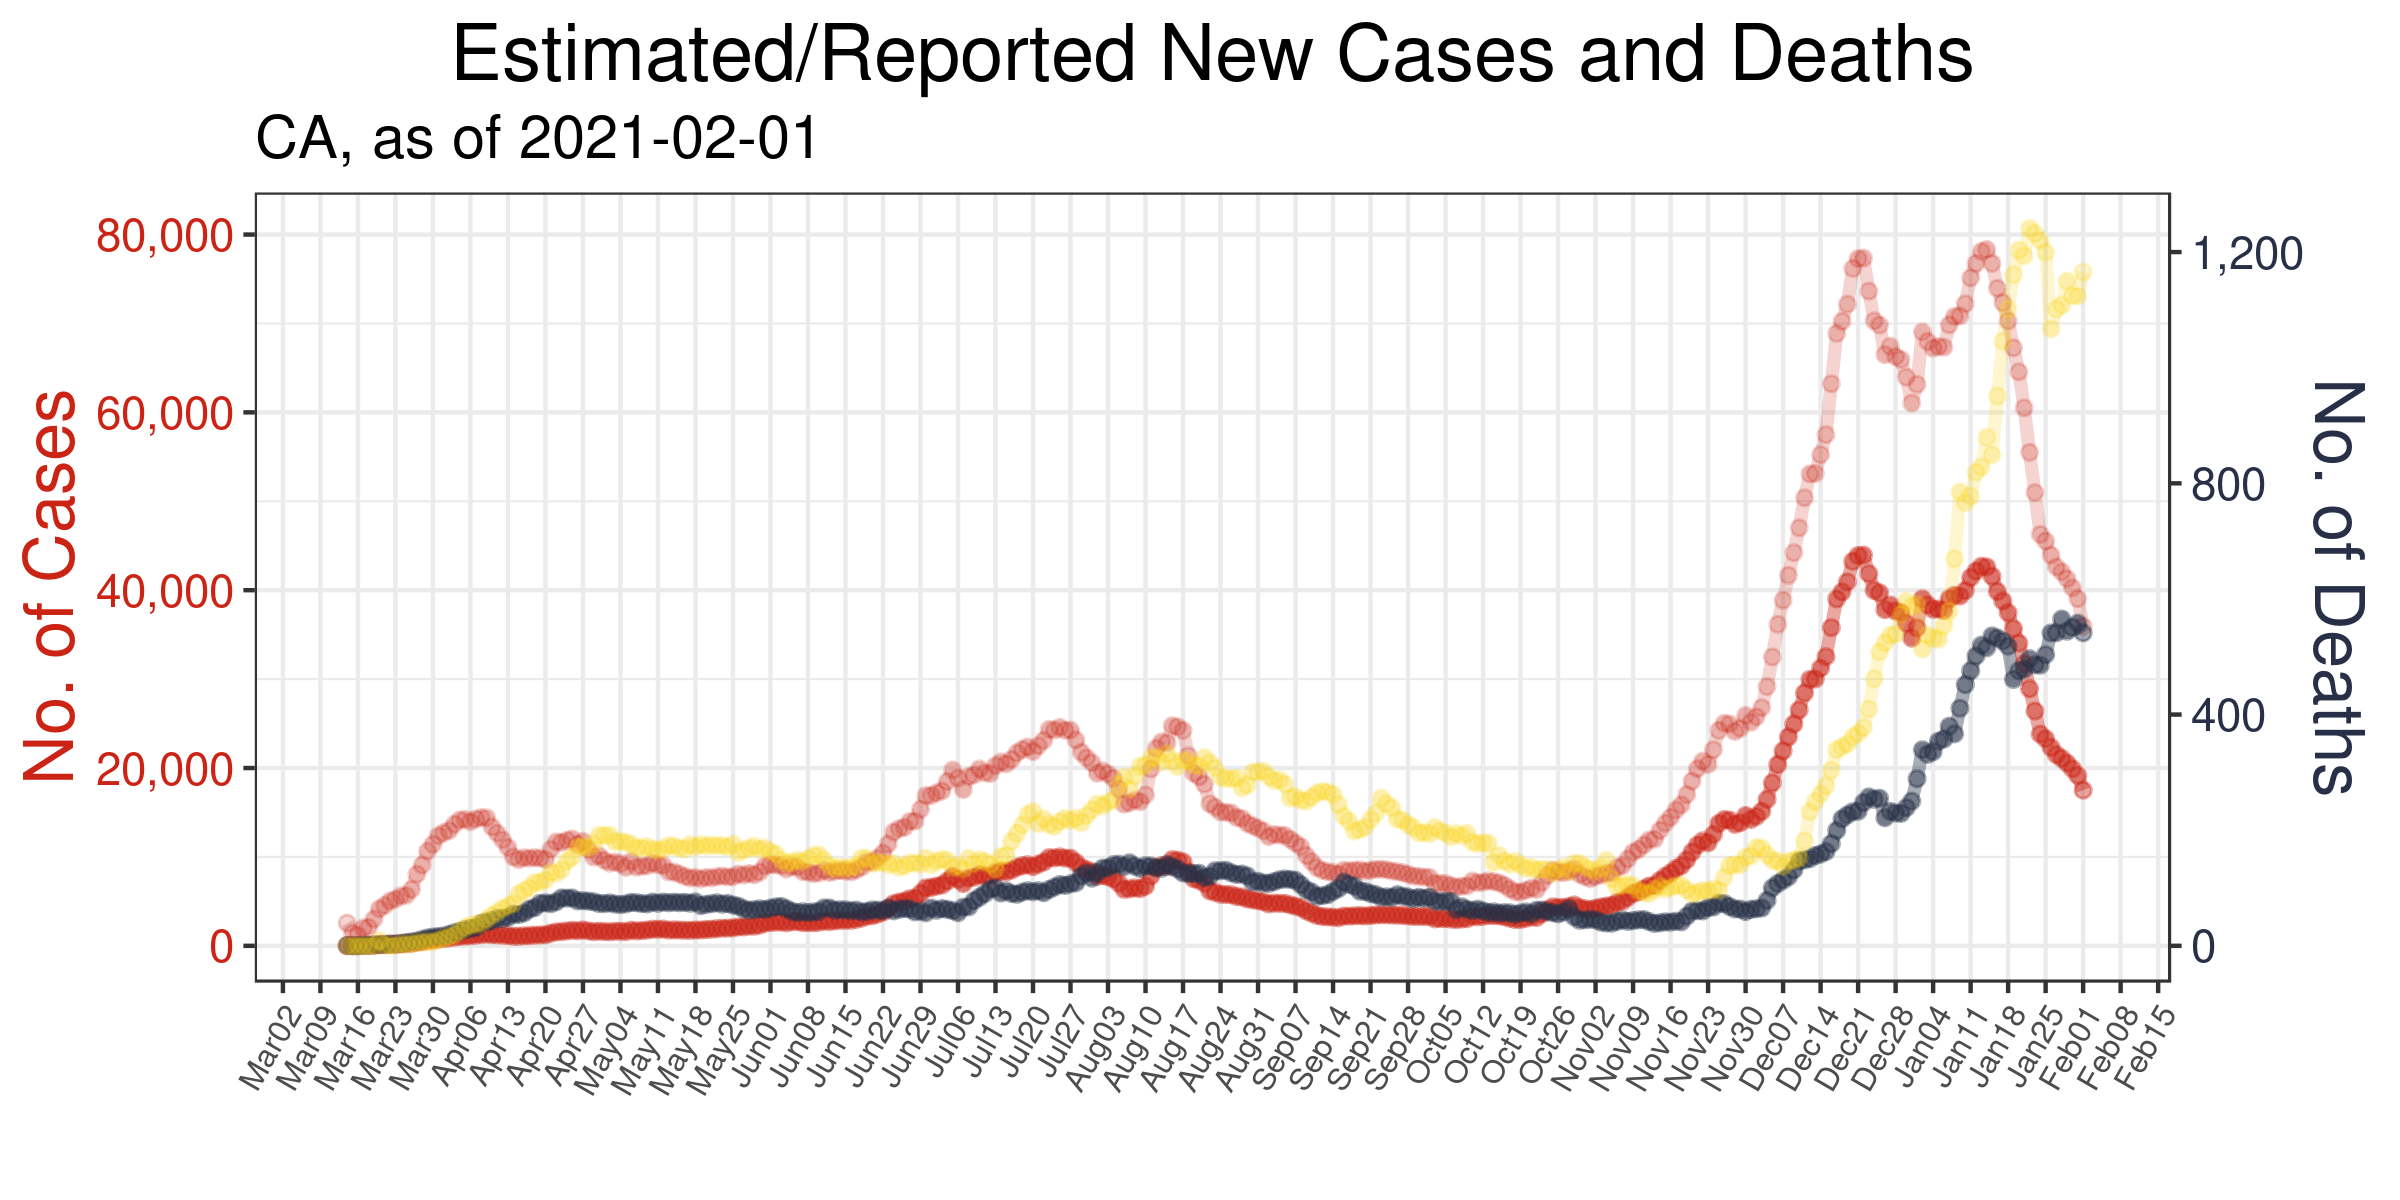 Estimated/Reported New Cases and Deaths
CA, as of 2021-02-01
No. of Cases
80,000
60,000
40,000
20,000
0
1,200
800
400
0
No. of Deaths
Mar02
Mar09
Mar16
Mar23
Mar30
Apr06
Apr13
Apr20
Apr27
May04
May11
May18
May25
Jun01
Jun08
Jun15
Jun22
Jun29
Jul06
Jul13
Jul20
Jul27
Aug03
Aug10
Aug17
Aug24
Aug31
Sep07
Sep14
Sep21
Sep28
Oct05
Oct12
Oct19
Oct26
Nov02
Nov09
Nov16
Nov23
Nov30
Dec07
Dec14
Dec21
Dec28
Jan04
Jan11
Jan18
Jan25
Feb01
Feb08
Feb15